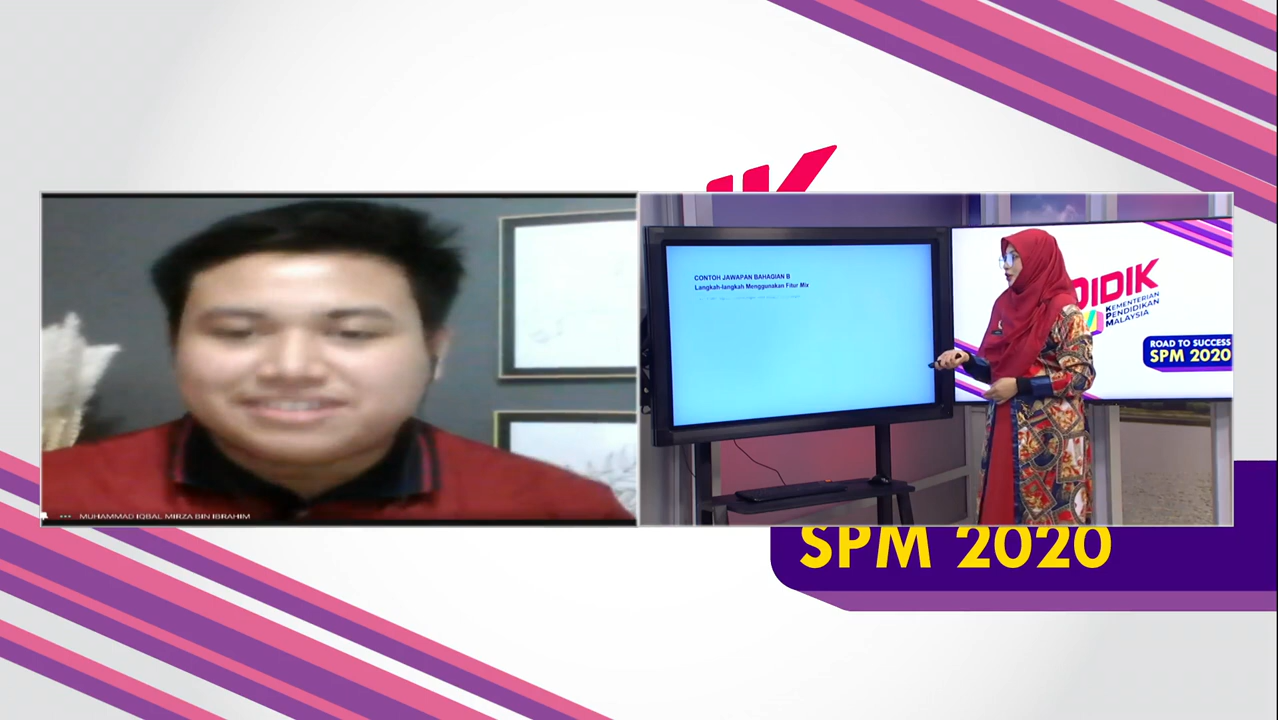 MUHAMMAD IQBAL MIRZA BIN IBRAHIM
CONTOH JAWAPAN BAHAGIAN B
Langkah-langkah Menggunakan Fitur Mix
DIDIK
KEMENTERIAN
PENDIDIKAN
MALAYSIA
ROAD TO SUCCESS
SPM 2020
SPM 2020